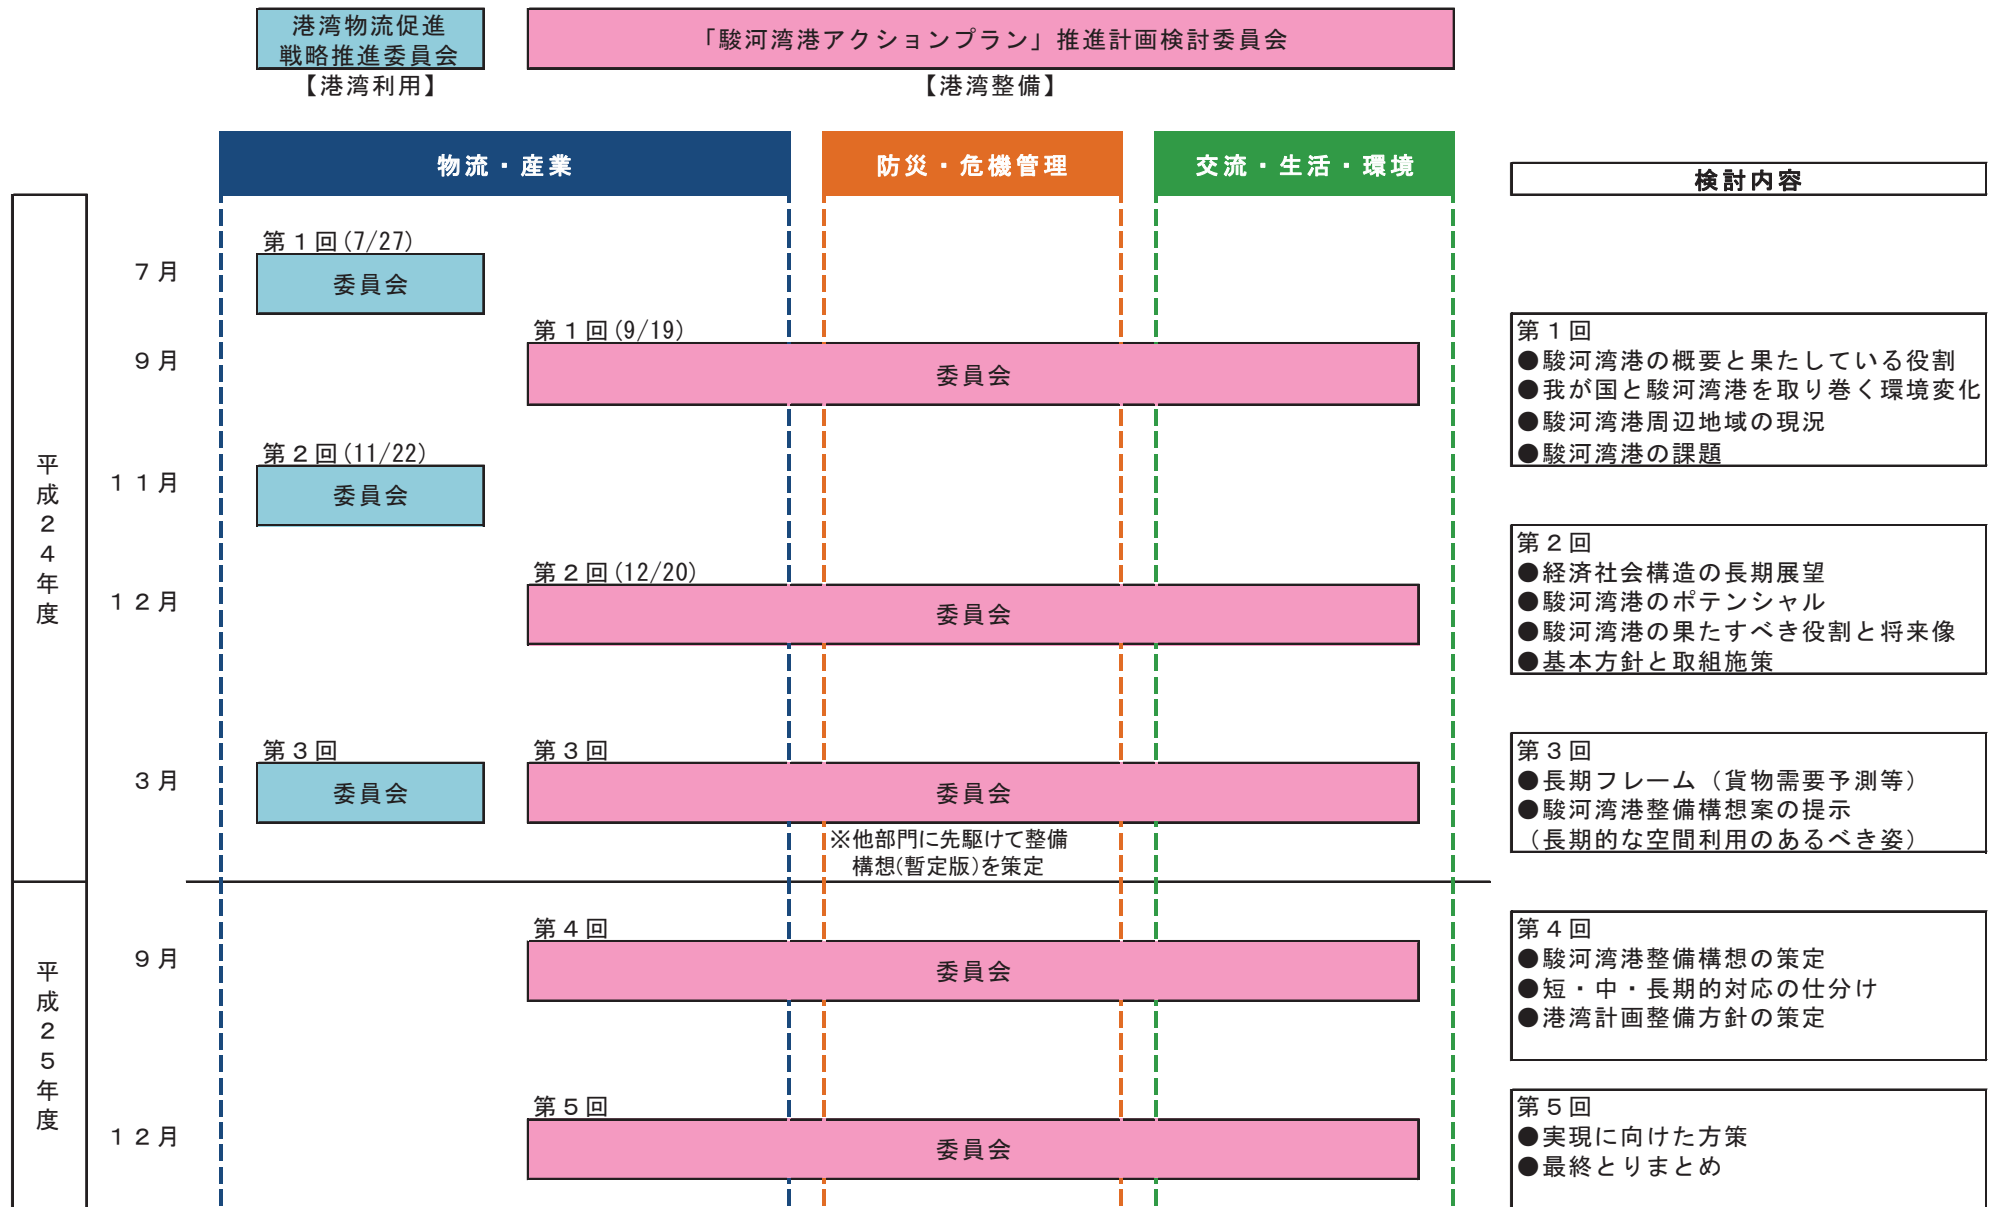 港湾物流促進
戦略推進委員会
【港湾利用】
「駿河湾港アクションプラン」推進計画検討委員会
【港湾整備】
物流・産業
防災・危機管理
交流・生活・環境
検討内容
平成24年度
7月
第1回(7/27)
委員会
9月
第1回(9/19)
委員会
第1回
●駿河湾港の概要と果たしている役割
●我が国と駿河湾港を取り巻く環境変化
●駿河湾港周辺地域の現況
●駿河湾港の課題
11月
第2回(11/22)
委員会
12月
第2回(12/20)
委員会
第2回
●経済社会構造の長期展望
●駿河湾港のポテンシャル
●駿河湾港の果たすべき役割と将来像
●基本方針と取組施策
3月
第3回
委員会
第3回
委員会
※他部門に先駆けて整備
構想(暫定版)を策定
第3回
●長期フレーム（貨物需要予測等）
●駿河湾港整備構想案の提示
（長期的な空間利用のあるべき姿）
平成25年度
9月
第4回
委員会
第4回
●駿河湾港整備構想の策定
●短・中・長期的対応の仕分け
●港湾計画整備方針の策定
12月
第5回
委員会
第5回
●実現に向けた方策
●最終とりまとめ